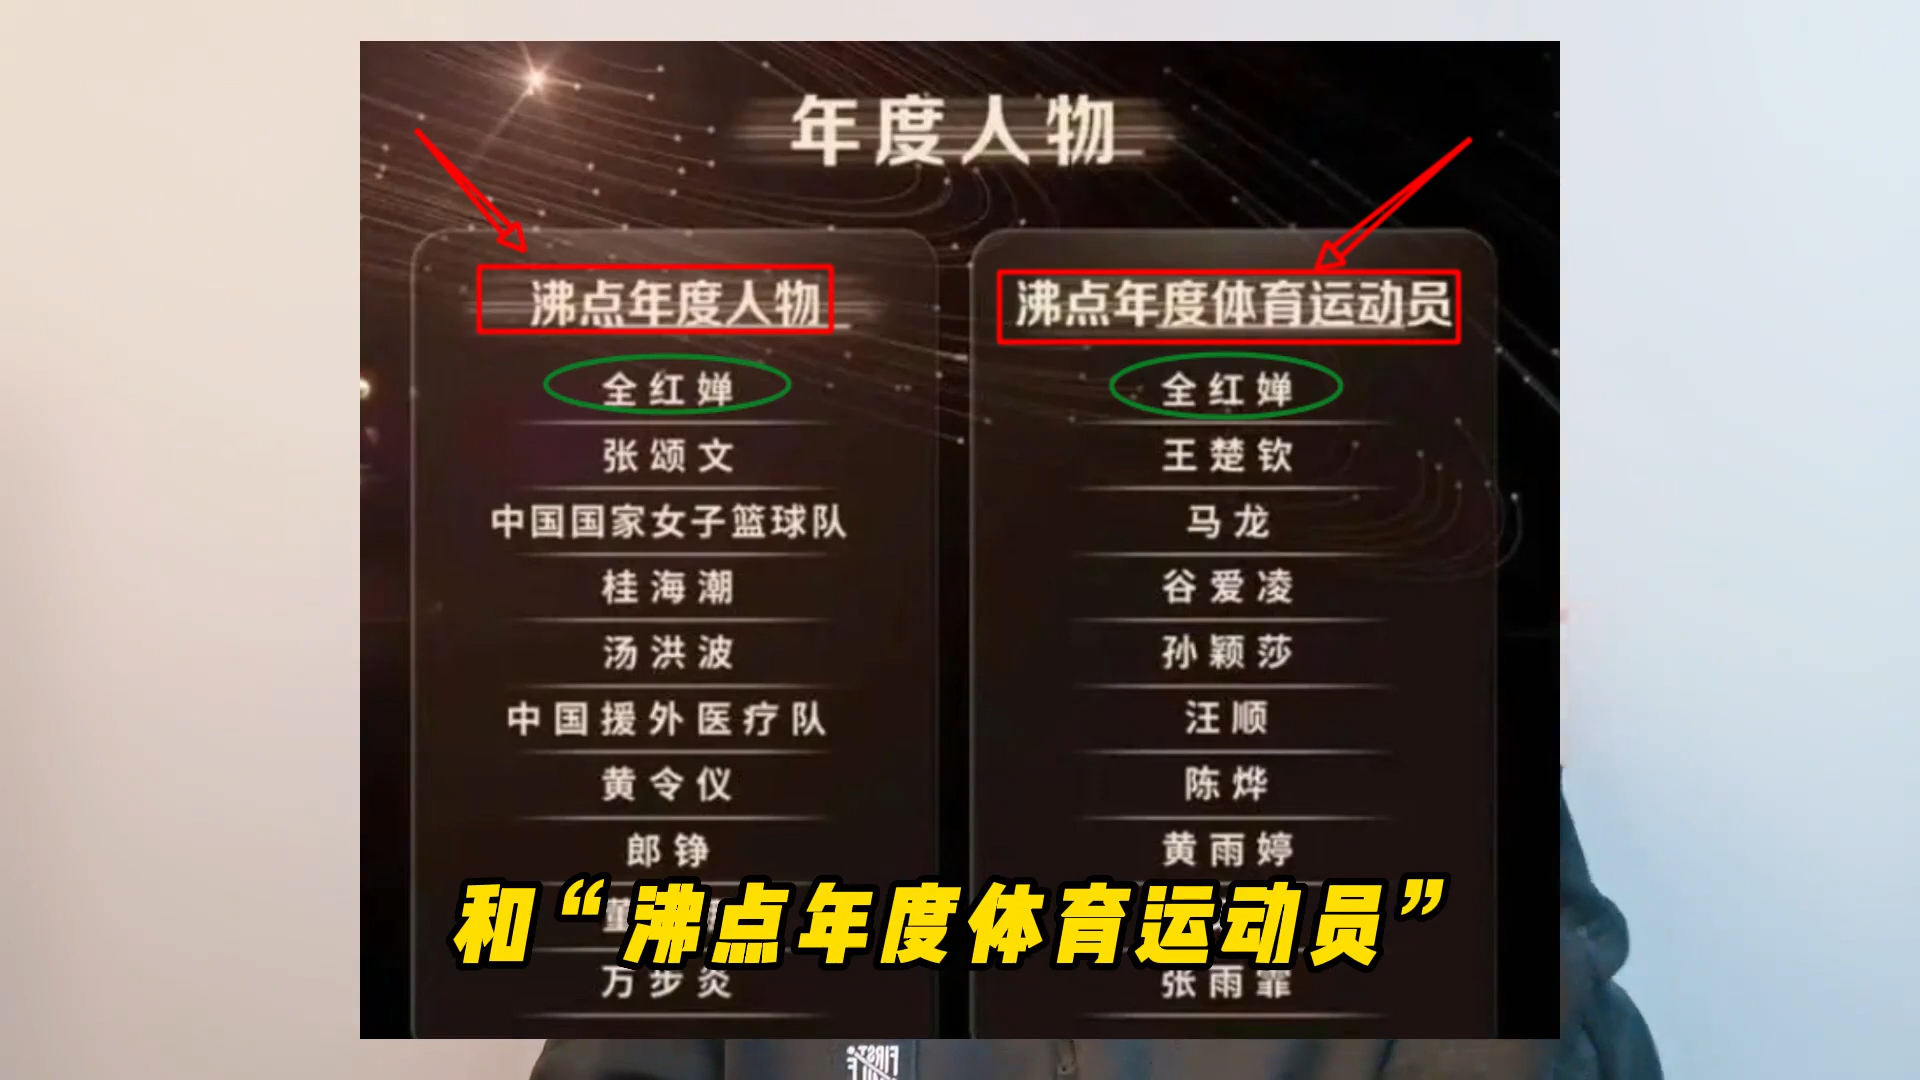 年度人物
沸点年度人物
全红婵
张颂文
中国国家女子篮球队
桂海潮
汤洪波
中国援外医疗队
黄令仪
郎铮
万步炎
沸点年度体育运动员
全红婵
王楚钦
马龙
谷爱凌
孙颖莎
汪顺
陈烨
黄雨婷
张雨霏
和“沸点年度体育运动员”